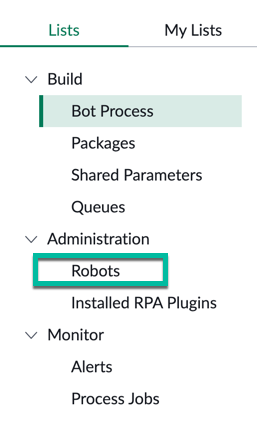 Lists My Lists
Build
Bot Process
Packages
Shared Parameters
Queues
Administration
Robots
Installed RPA Plugins
Monitor
Alerts
Process Jobs